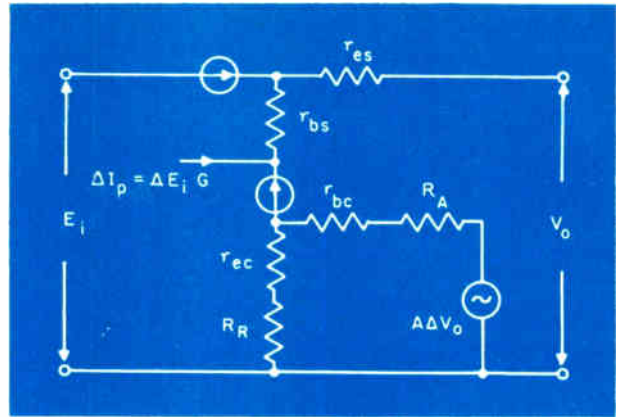 r_es
r_bs
ΔI_p = ΔE_i G
r_bc
R_A
E_i
V_o
r_ec
R_R
AΔV_o
~